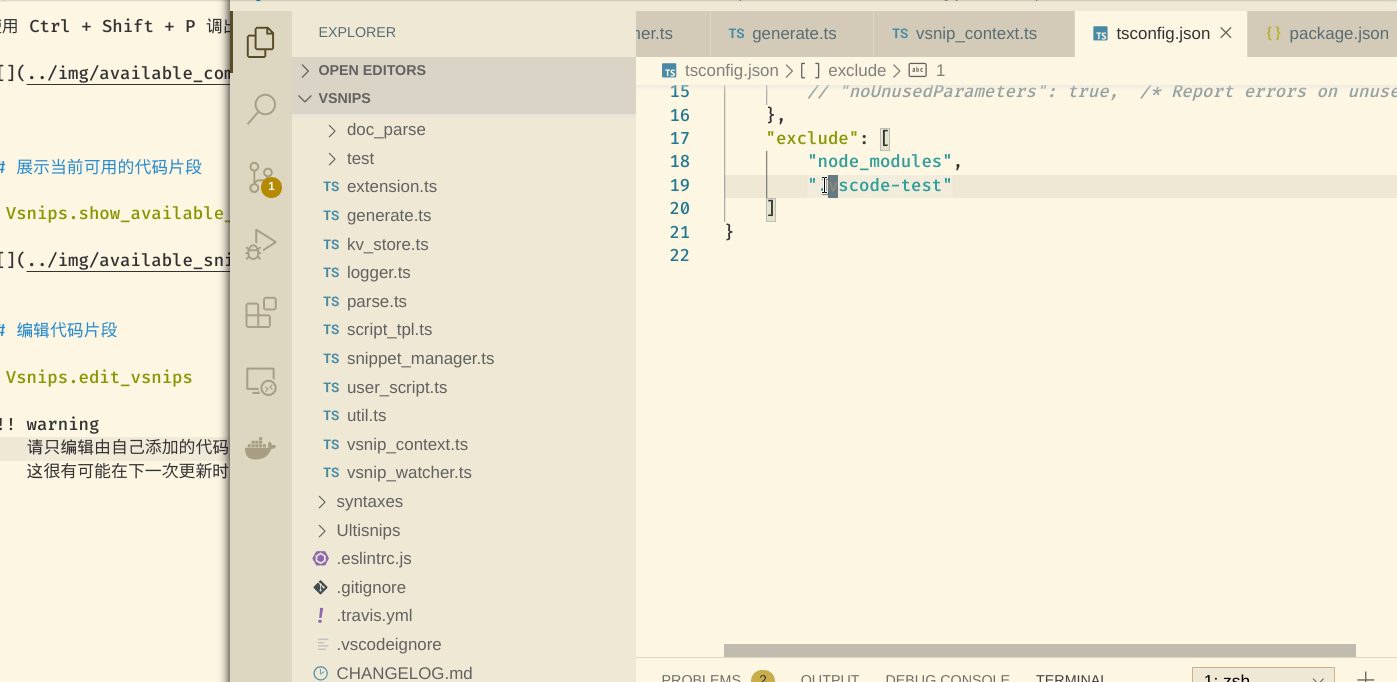 使用 Ctrl + Shift + P 调出
[](../img/available_com
# 展示当前可用的代码片段
Vsnips.show_available_
[](../img/available_sni
# 编辑代码片段
Vsnips.edit_vsnips
!! warning
请只编辑由自己添加的代码
这很有可能在下一次更新时
1
EXPLORER
OPEN EDITORS
VSNIPS
doc_parse
test
TS extension.ts
TS generate.ts
TS kv_store.ts
TS logger.ts
TS parse.ts
TS script_tpl.ts
TS snippet_manager.ts
TS user_script.ts
TS util.ts
TS vsnip_context.ts
TS vsnip_watcher.ts
syntaxes
Ultisnips
.eslintrc.js
.gitignore
! .travis.yml
.vscodeignore
CHANGELOG.md
her.ts
TS generate.ts
TS vsnip_context.ts
TS tsconfig.json
{} package.json
TS tsconfig.json > [ ] exclude > abc 1
15 // "noUnusedParameters": true, /* Report errors on unuse
16 },
17 "exclude": [
18 "node_modules",
19 ".vscode-test"
20 ]
21 }
22
PROBLEMS 2 OUTPUT DEBUG CONSOLE TERMINAL 1: zsh